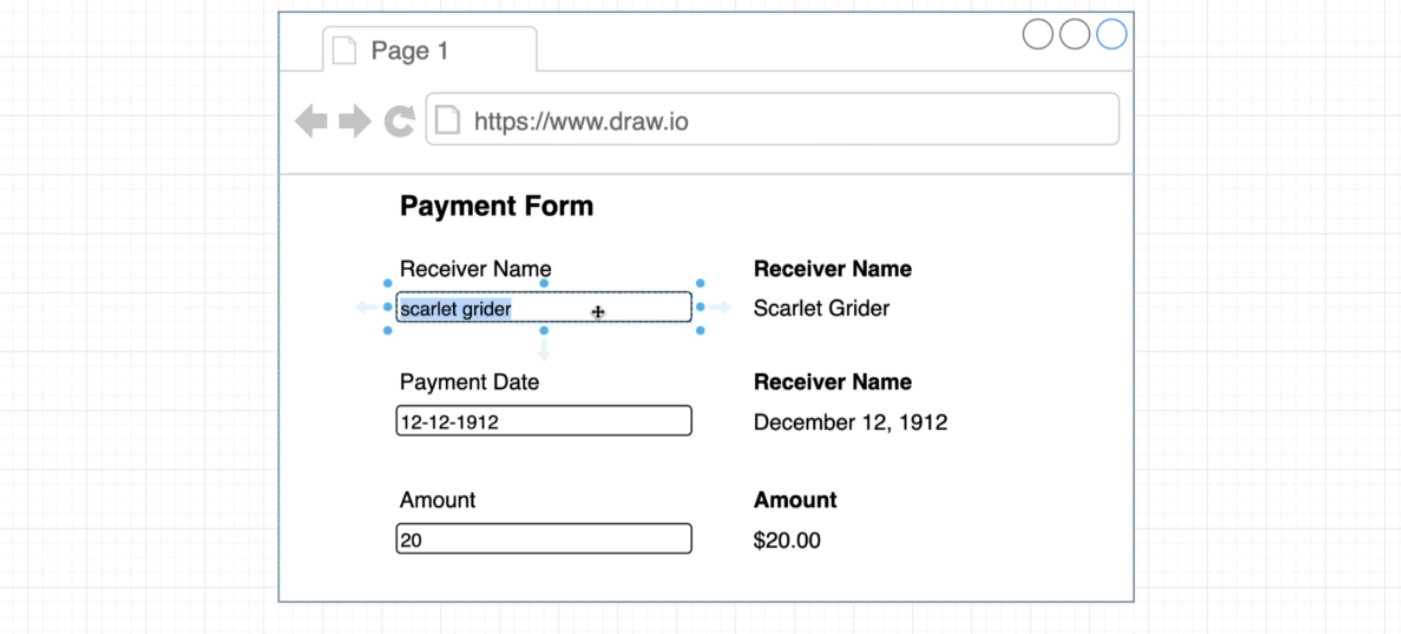 Page 1
https://www.draw.io
Payment Form
Receiver Name
Receiver Name
scarlet grider
Scarlet Grider
Payment Date
Receiver Name
12-12-1912
December 12, 1912
Amount
Amount
20
$20.00